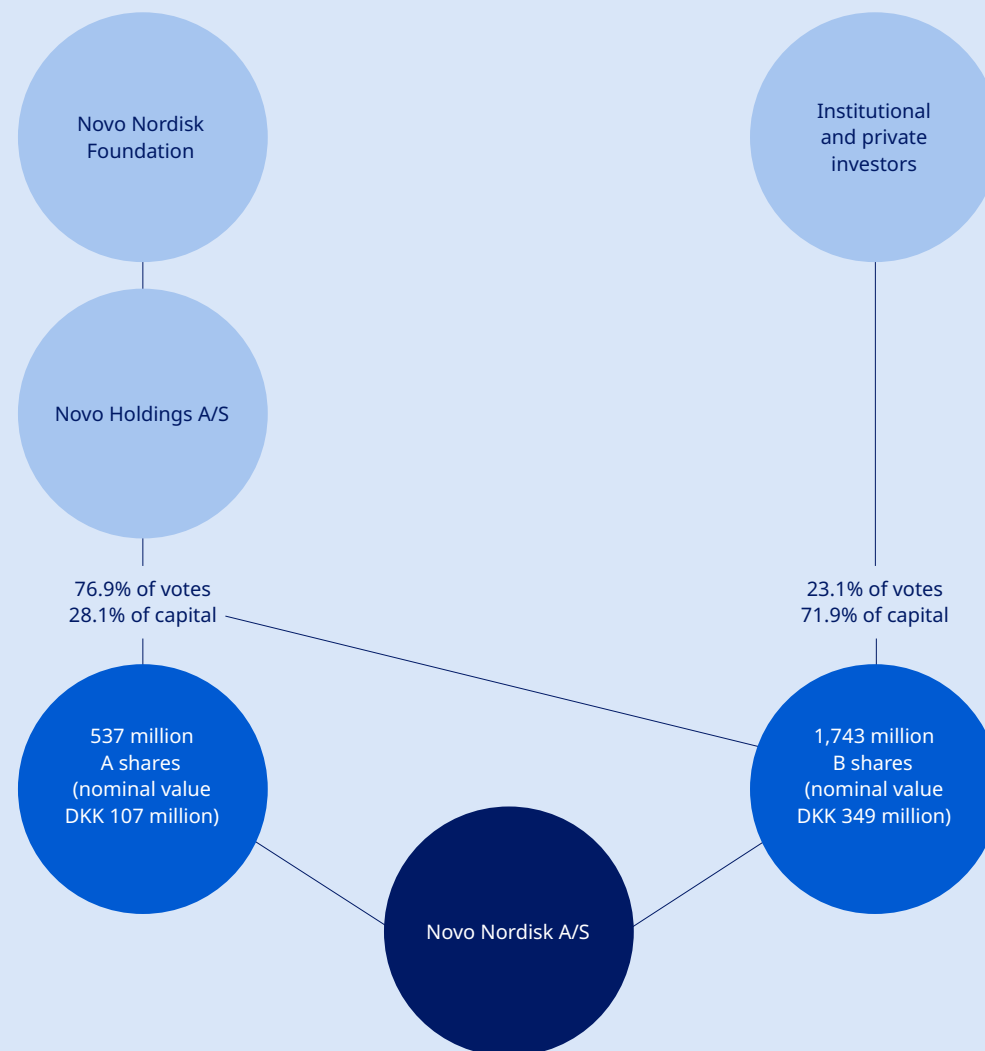 Novo Nordisk
Foundation
Institutional
and private
investors
Novo Holdings A/S
76.9% of votes
28.1% of capital
23.1% of votes
71.9% of capital
537 million
A shares
(nominal value
DKK 107 million)
1,743 million
B shares
(nominal value
DKK 349 million)
Novo Nordisk A/S